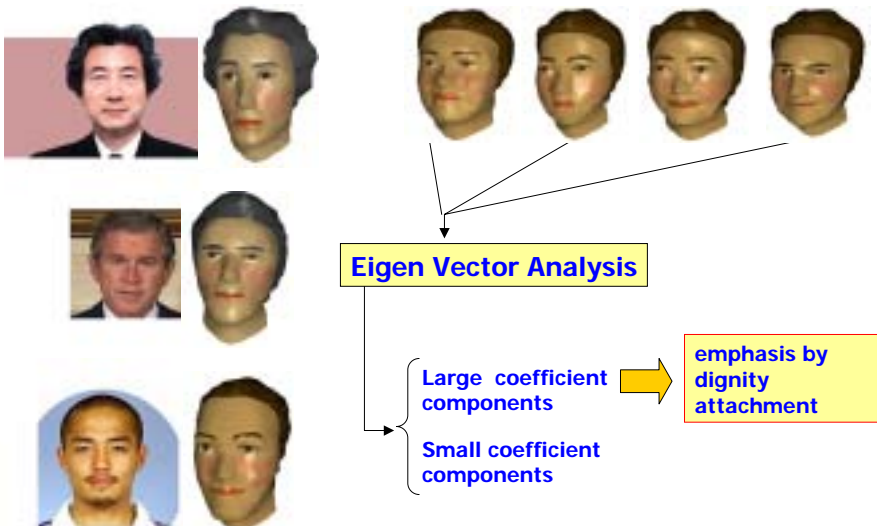 Eigen Vector Analysis
Large coefficient
components
Small coefficient
components
emphasis by
dignity
attachment